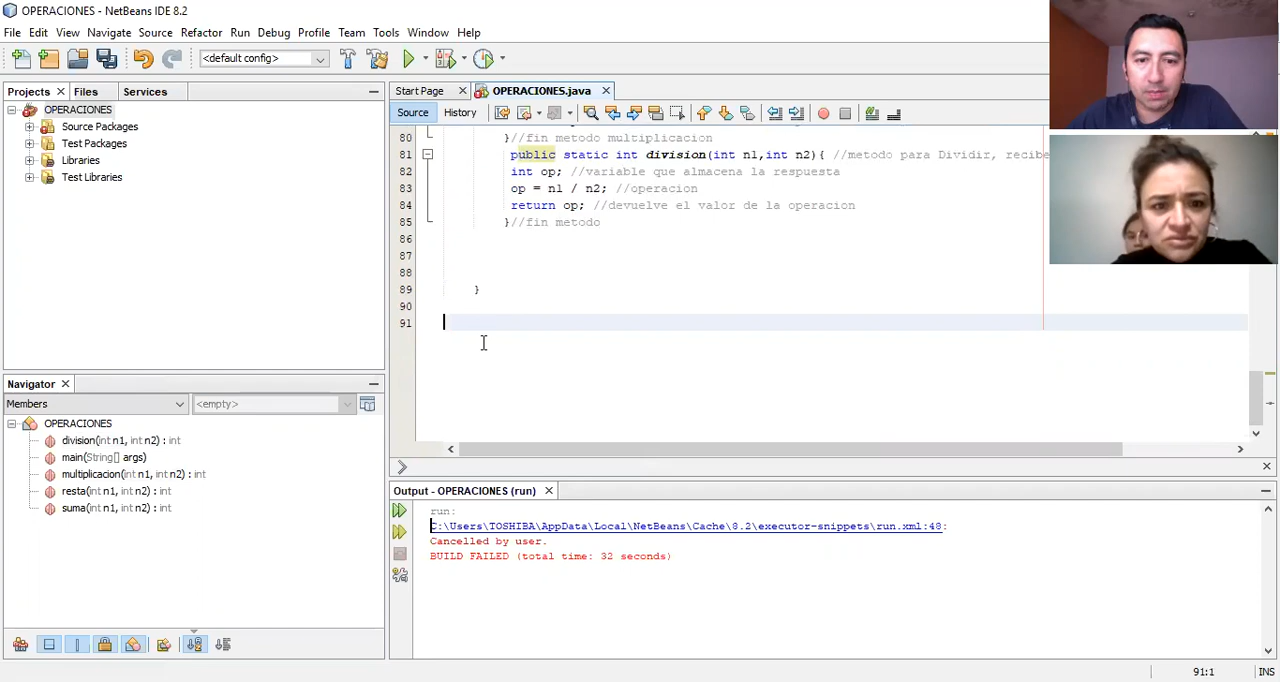 OPERACIONES - NetBeans IDE 8.2
File Edit View Navigate Source Refactor Run Debug Profile Team Tools Window Help
<default config>
Projects Files Services
Start Page OPERACIONES.java
Source History
OPERACIONES
Source Packages
Test Packages
Libraries
Test Libraries
80 }//fin metodo multiplicacion
81 public static int division(int n1,int n2){ //metodo para Dividir, recibe
82 int op; //variable que almacena la respuesta
83 op = n1 / n2; //operacion
84 return op; //devuelve el valor de la operacion
85 }//fin metodo
86
87
88
89 }
90
91
Navigator
Members <empty>
OPERACIONES
division(int n1, int n2) : int
main(String[] args)
multiplicacion(int n1, int n2) : int
resta(int n1, int n2) : int
suma(int n1, int n2) : int
Output - OPERACIONES (run)
run:
C:\Users\TOSHIBA\AppData\Local\NetBeans\Cache\8.2\executor-snippets\run.xml:48:
Cancelled by user.
BUILD FAILED (total time: 32 seconds)
91:1 INS